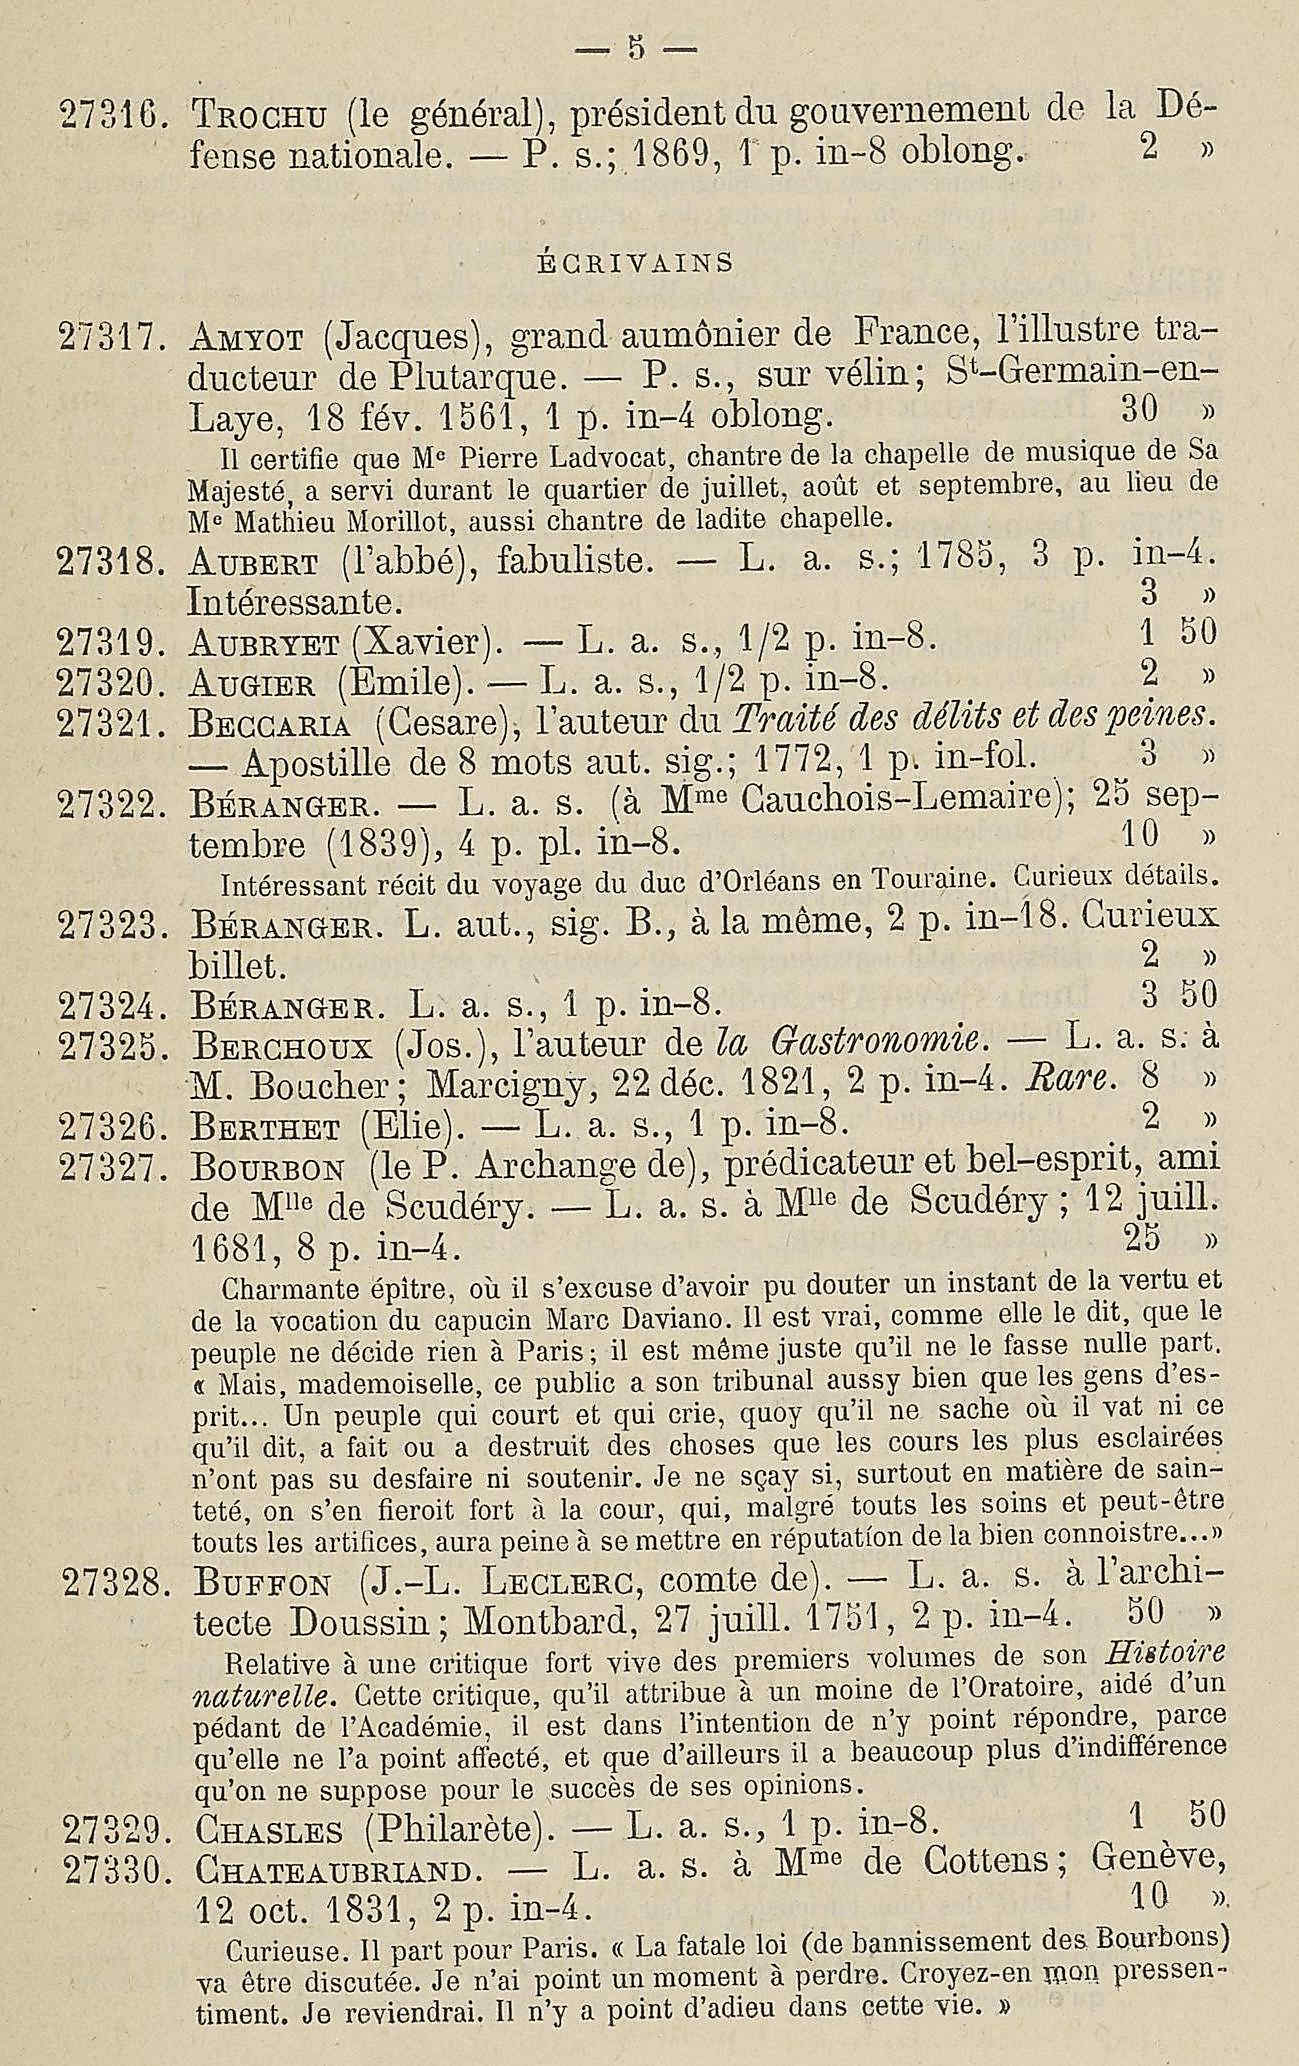 — 5 —
27316. TROCHU (le général), président du gouvernement de la Dé-
fense nationale. — P. s.; 1869, 1 p. in-8 oblong. 2 »
ÉCRIVAINS
27317. AMYOT (Jacques), grand aumônier de France, l'illustre tra-
ducteur de Plutarque. — P. s., sur vélin; St-Germain-en-
Laye, 18 fév. 1561, 1 p. in-4 oblong. 30 »
Il certifie que Me Pierre Ladvocat, chantre de la chapelle de musique de Sa
Majesté, a servi durant le quartier de juillet, août et septembre, au lieu de
Me Mathieu Morillot, aussi chantre de ladite chapelle.
27318. AUBERT (l'abbé), fabuliste. — L. a. s.; 1785, 3 p. in-4.
Intéressante. 3 »
27319. AUBRYET (Xavier). — L. a. s., 1/2 p. in-8. 1 50
27320. AUGIER (Emile). — L. a. s., 1/2 p. in-8. 2 »
27321. BECCARIA (Cesare), l'auteur du Traité des délits et des peines.
— Apostille de 8 mots aut. sig.; 1772, 1 p. in-fol. 3 »
27322. BÉRANGER. — L. a. s. (à Mme Cauchois-Lemaire); 25 sep-
tembre (1839), 4 p. pl. in-8. 10 »
Intéressant récit du voyage du duc d'Orléans en Touraine. Curieux détails.
27323. BÉRANGER. L. aut., sig. B., à la même, 2 p. in-18. Curieux
billet. 2 »
27324. BÉRANGER. L. a. s., 1 p. in-8. 3 50
27325. BERCHOUX (Jos.), l'auteur de la Gastronomie. — L. a. s. à
M. Boucher; Marcigny, 22 déc. 1821, 2 p. in-4. Rare. 8 »
27326. BERTHET (Elie). — L. a. s., 1 p. in-8. 2 »
27327. BOURBON (le P. Archange de), prédicateur et bel-esprit, ami
de Mlle de Scudéry. — L. a. s. à Mlle de Scudéry; 12 juill.
1681, 8 p. in-4. 25 »
Charmante épître, où il s'excuse d'avoir pu douter un instant de la vertu et
de la vocation du capucin Marc Daviano. Il est vrai, comme elle le dit, que le
peuple ne décide rien à Paris; il est même juste qu'il ne le fasse nulle part.
« Mais, mademoiselle, ce public a son tribunal aussy bien que les gens d'es-
prit... Un peuple qui court et qui crie, quoy qu'il ne sache où il vat ni ce
qu'il dit, a fait ou a destruit des choses que les cours les plus esclairées
n'ont pas su desfaire ni soutenir. Je ne sçay si, surtout en matière de sain-
teté, on s'en fieroit fort à la cour, qui, malgré touts les soins et peut-être
touts les artifices, aura peine à se mettre en réputation de la bien connoistre...»
27328. BUFFON (J.-L. LECLERC, comte de). — L. a. s. à l'archi-
tecte Doussin; Montbard, 27 juill. 1751, 2 p. in-4. 50 »
Relative à une critique fort vive des premiers volumes de son Histoire
naturelle. Cette critique, qu'il attribue à un moine de l'Oratoire, aidé d'un
pédant de l'Académie, il est dans l'intention de n'y point répondre, parce
qu'elle ne l'a point affecté, et que d'ailleurs il a beaucoup plus d'indifférence
qu'on ne suppose pour le succès de ses opinions.
27329. CHASLES (Philarète). — L. a. s., 1 p. in-8. 1 50
27330. CHATEAUBRIAND. — L. a. s. à Mme de Cottens; Genève,
12 oct. 1831, 2 p. in-4. 10 »
Curieuse. Il part pour Paris. « La fatale loi (de bannissement des Bourbons)
va être discutée. Je n'ai point un moment à perdre. Croyez-en mon pressen-
timent. Je reviendrai. Il n'y a point d'adieu dans cette vie. »